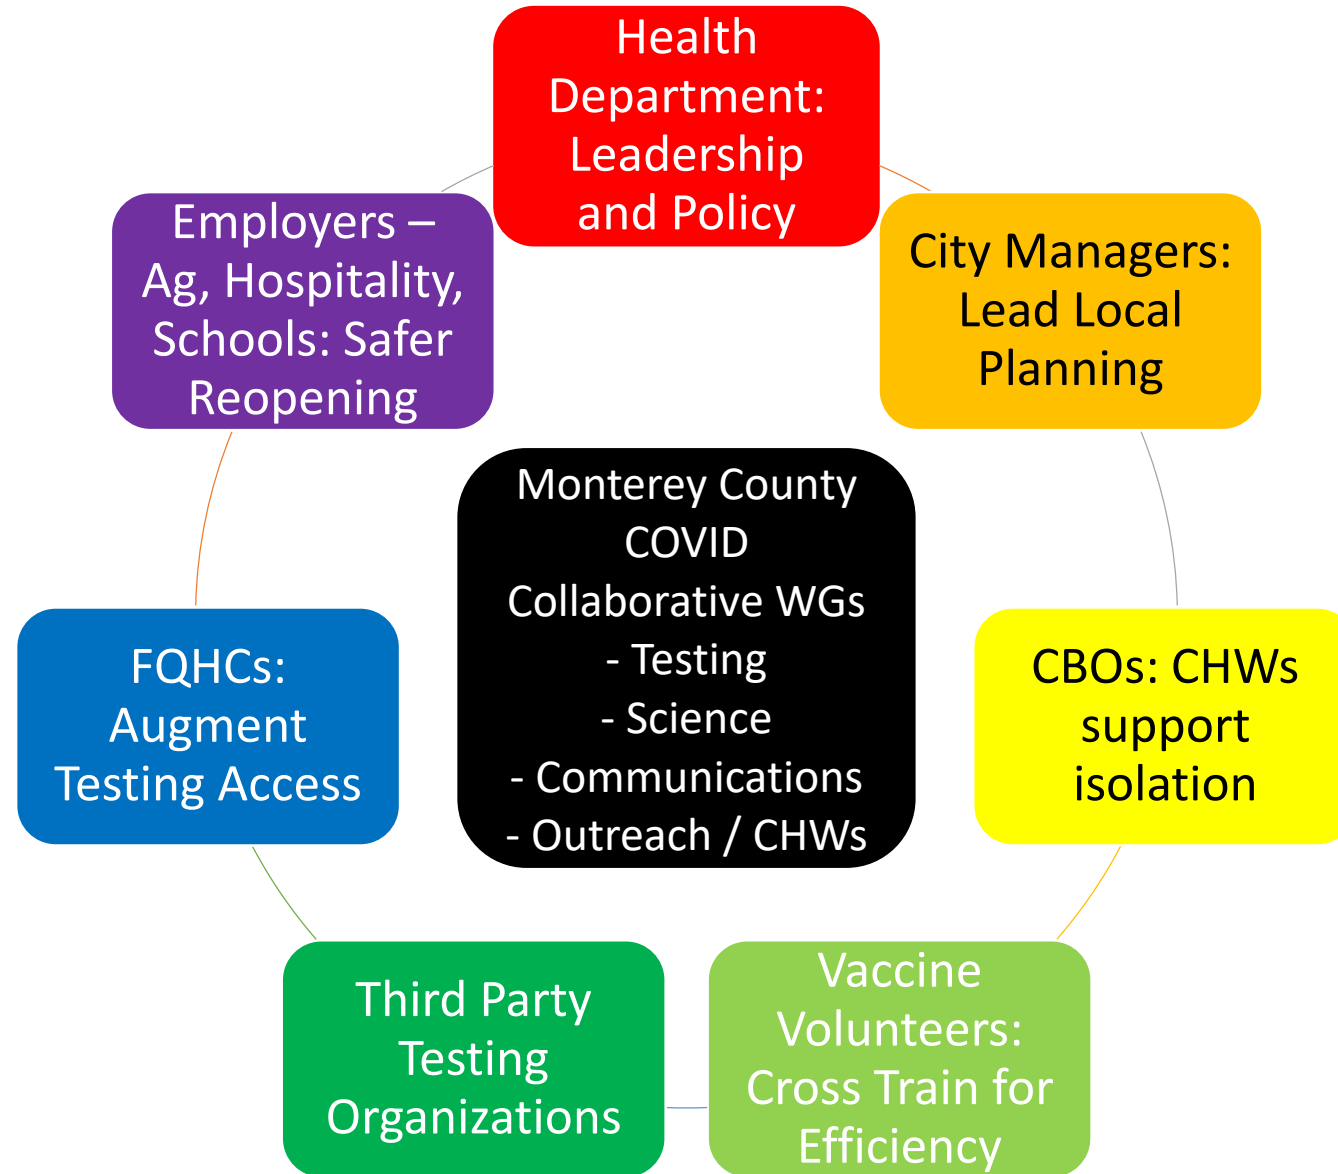 Health
Department:
Leadership
and Policy
City Managers:
Lead Local
Planning
CBOs: CHWs
support
isolation
Vaccine
Volunteers:
Cross Train for
Efficiency
Third Party
Testing
Organizations
FQHCs:
Augment
Testing Access
Employers –
Ag, Hospitality,
Schools: Safer
Reopening
Monterey County
COVID
Collaborative WGs
- Testing
- Science
- Communications
- Outreach / CHWs